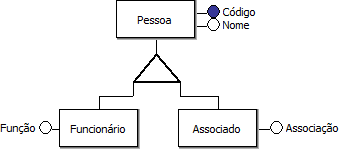 Pessoa
Código
Nome
Função
Funcionário
Associado
Associação